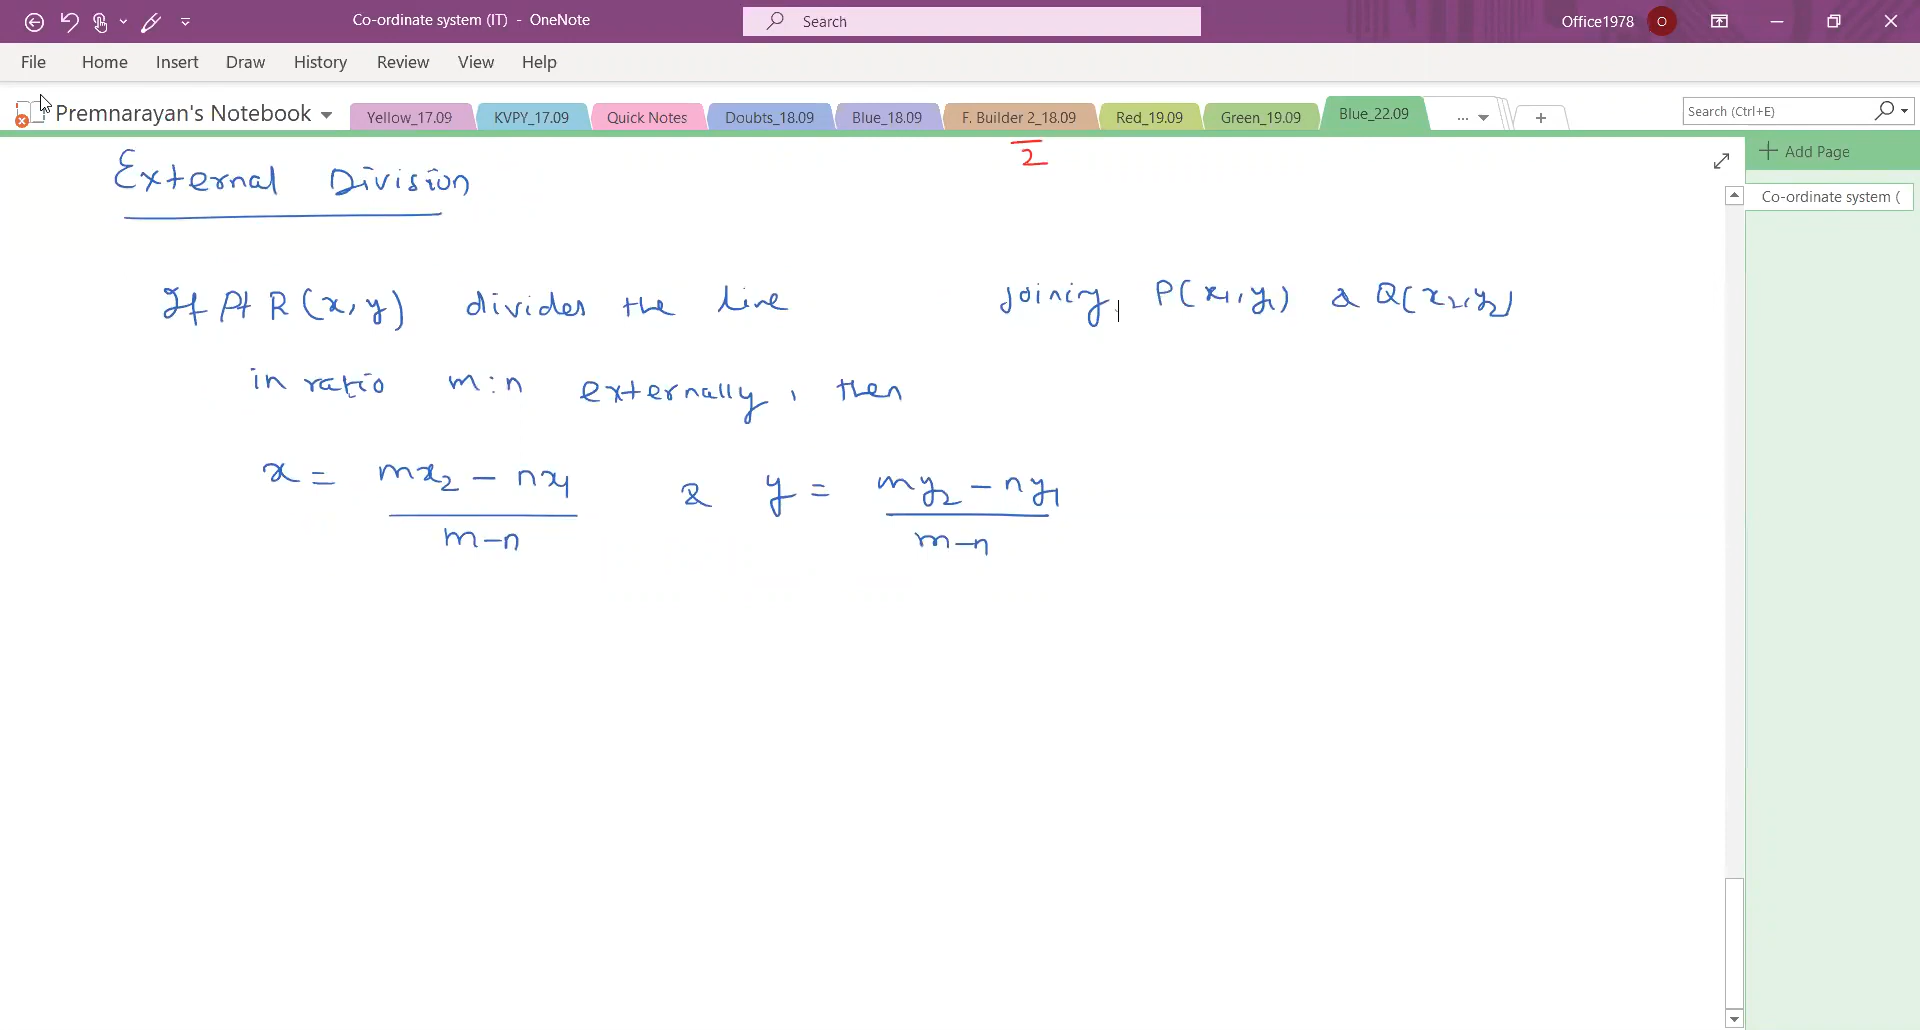 Co-ordinate system (IT) - OneNote
Search
Office1978
O
File Home Insert Draw History Review View Help
Premnarayan's Notebook
Yellow_17.09 KVPY_17.09 Quick Notes Doubts_18.09 Blue_18.09 F. Builder 2_18.09 Red_19.09 Green_19.09 Blue_22.09 ... +
Search (Ctrl+E)
Add Page
Co-ordinate system (
2
External Division
If Pt R(x,y) divides the line joining P(x₁,y₁) & Q(x₂,y₂)
in ratio m:n externally, then
x = mx₂ - nx₁ & y = my₂ - ny₁
m-n m-n